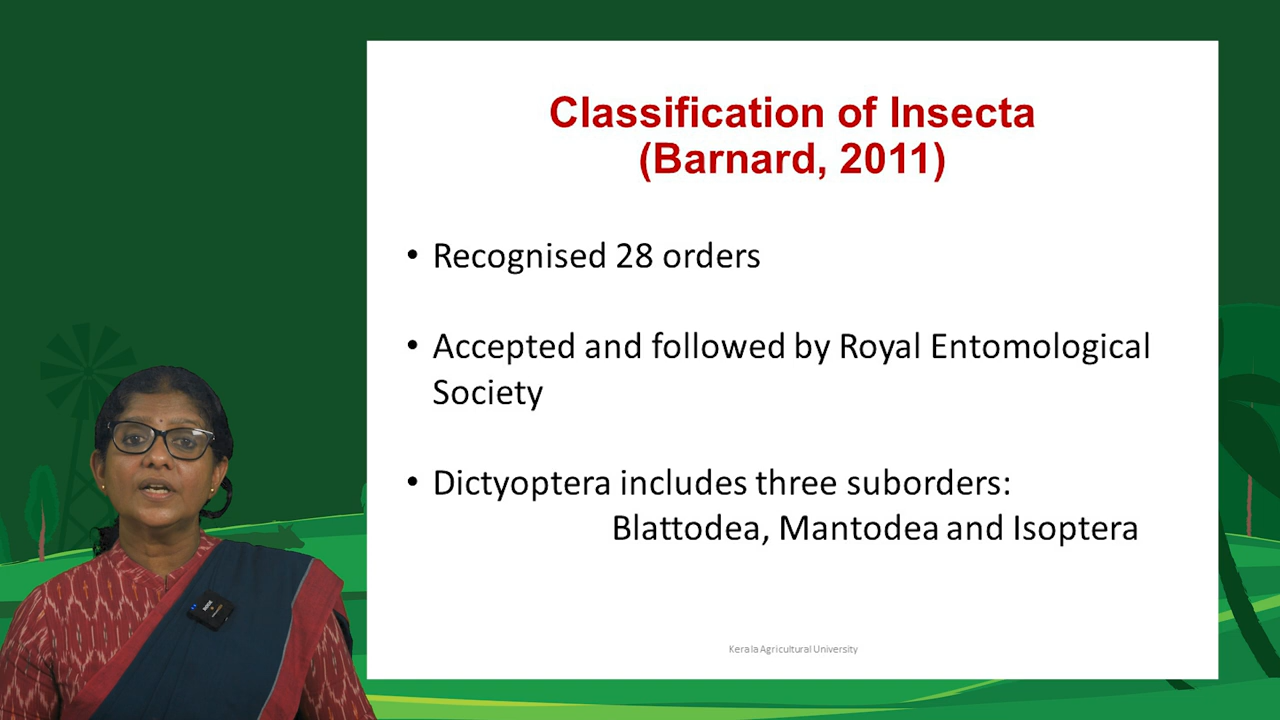 Classification of Insecta
(Barnard, 2011)
• Recognised 28 orders
• Accepted and followed by Royal Entomological
Society
• Dictyoptera includes three suborders:
Blattodea, Mantodea and Isoptera
Kerala Agricultural University